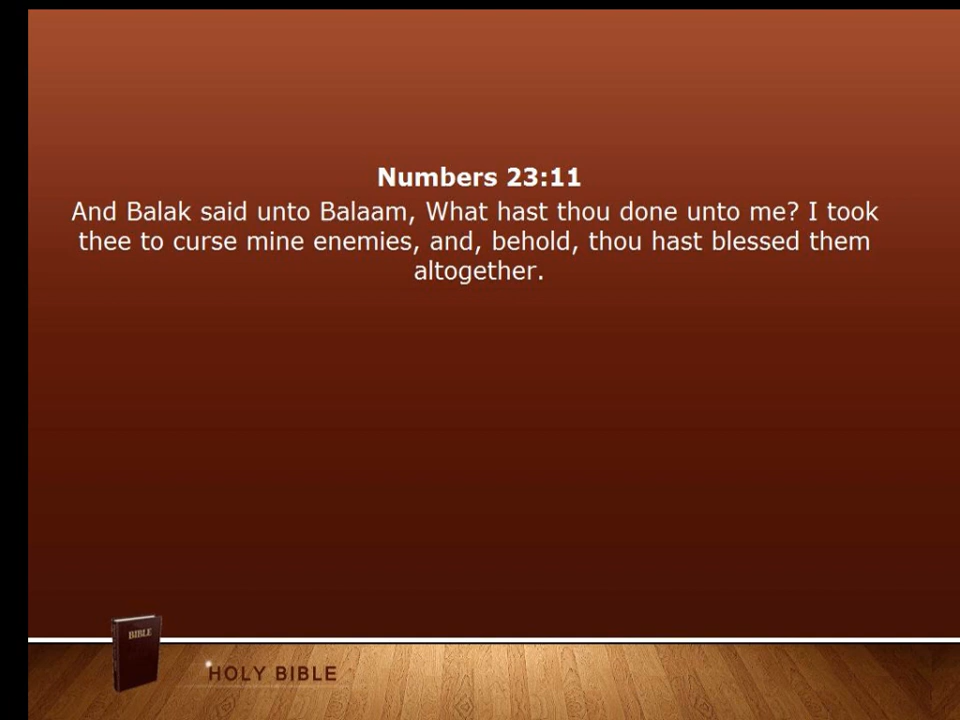 Numbers 23:11
And Balak said unto Balaam, What hast thou done unto me? I took
thee to curse mine enemies, and, behold, thou hast blessed them
altogether.
BIBLE
HOLY BIBLE